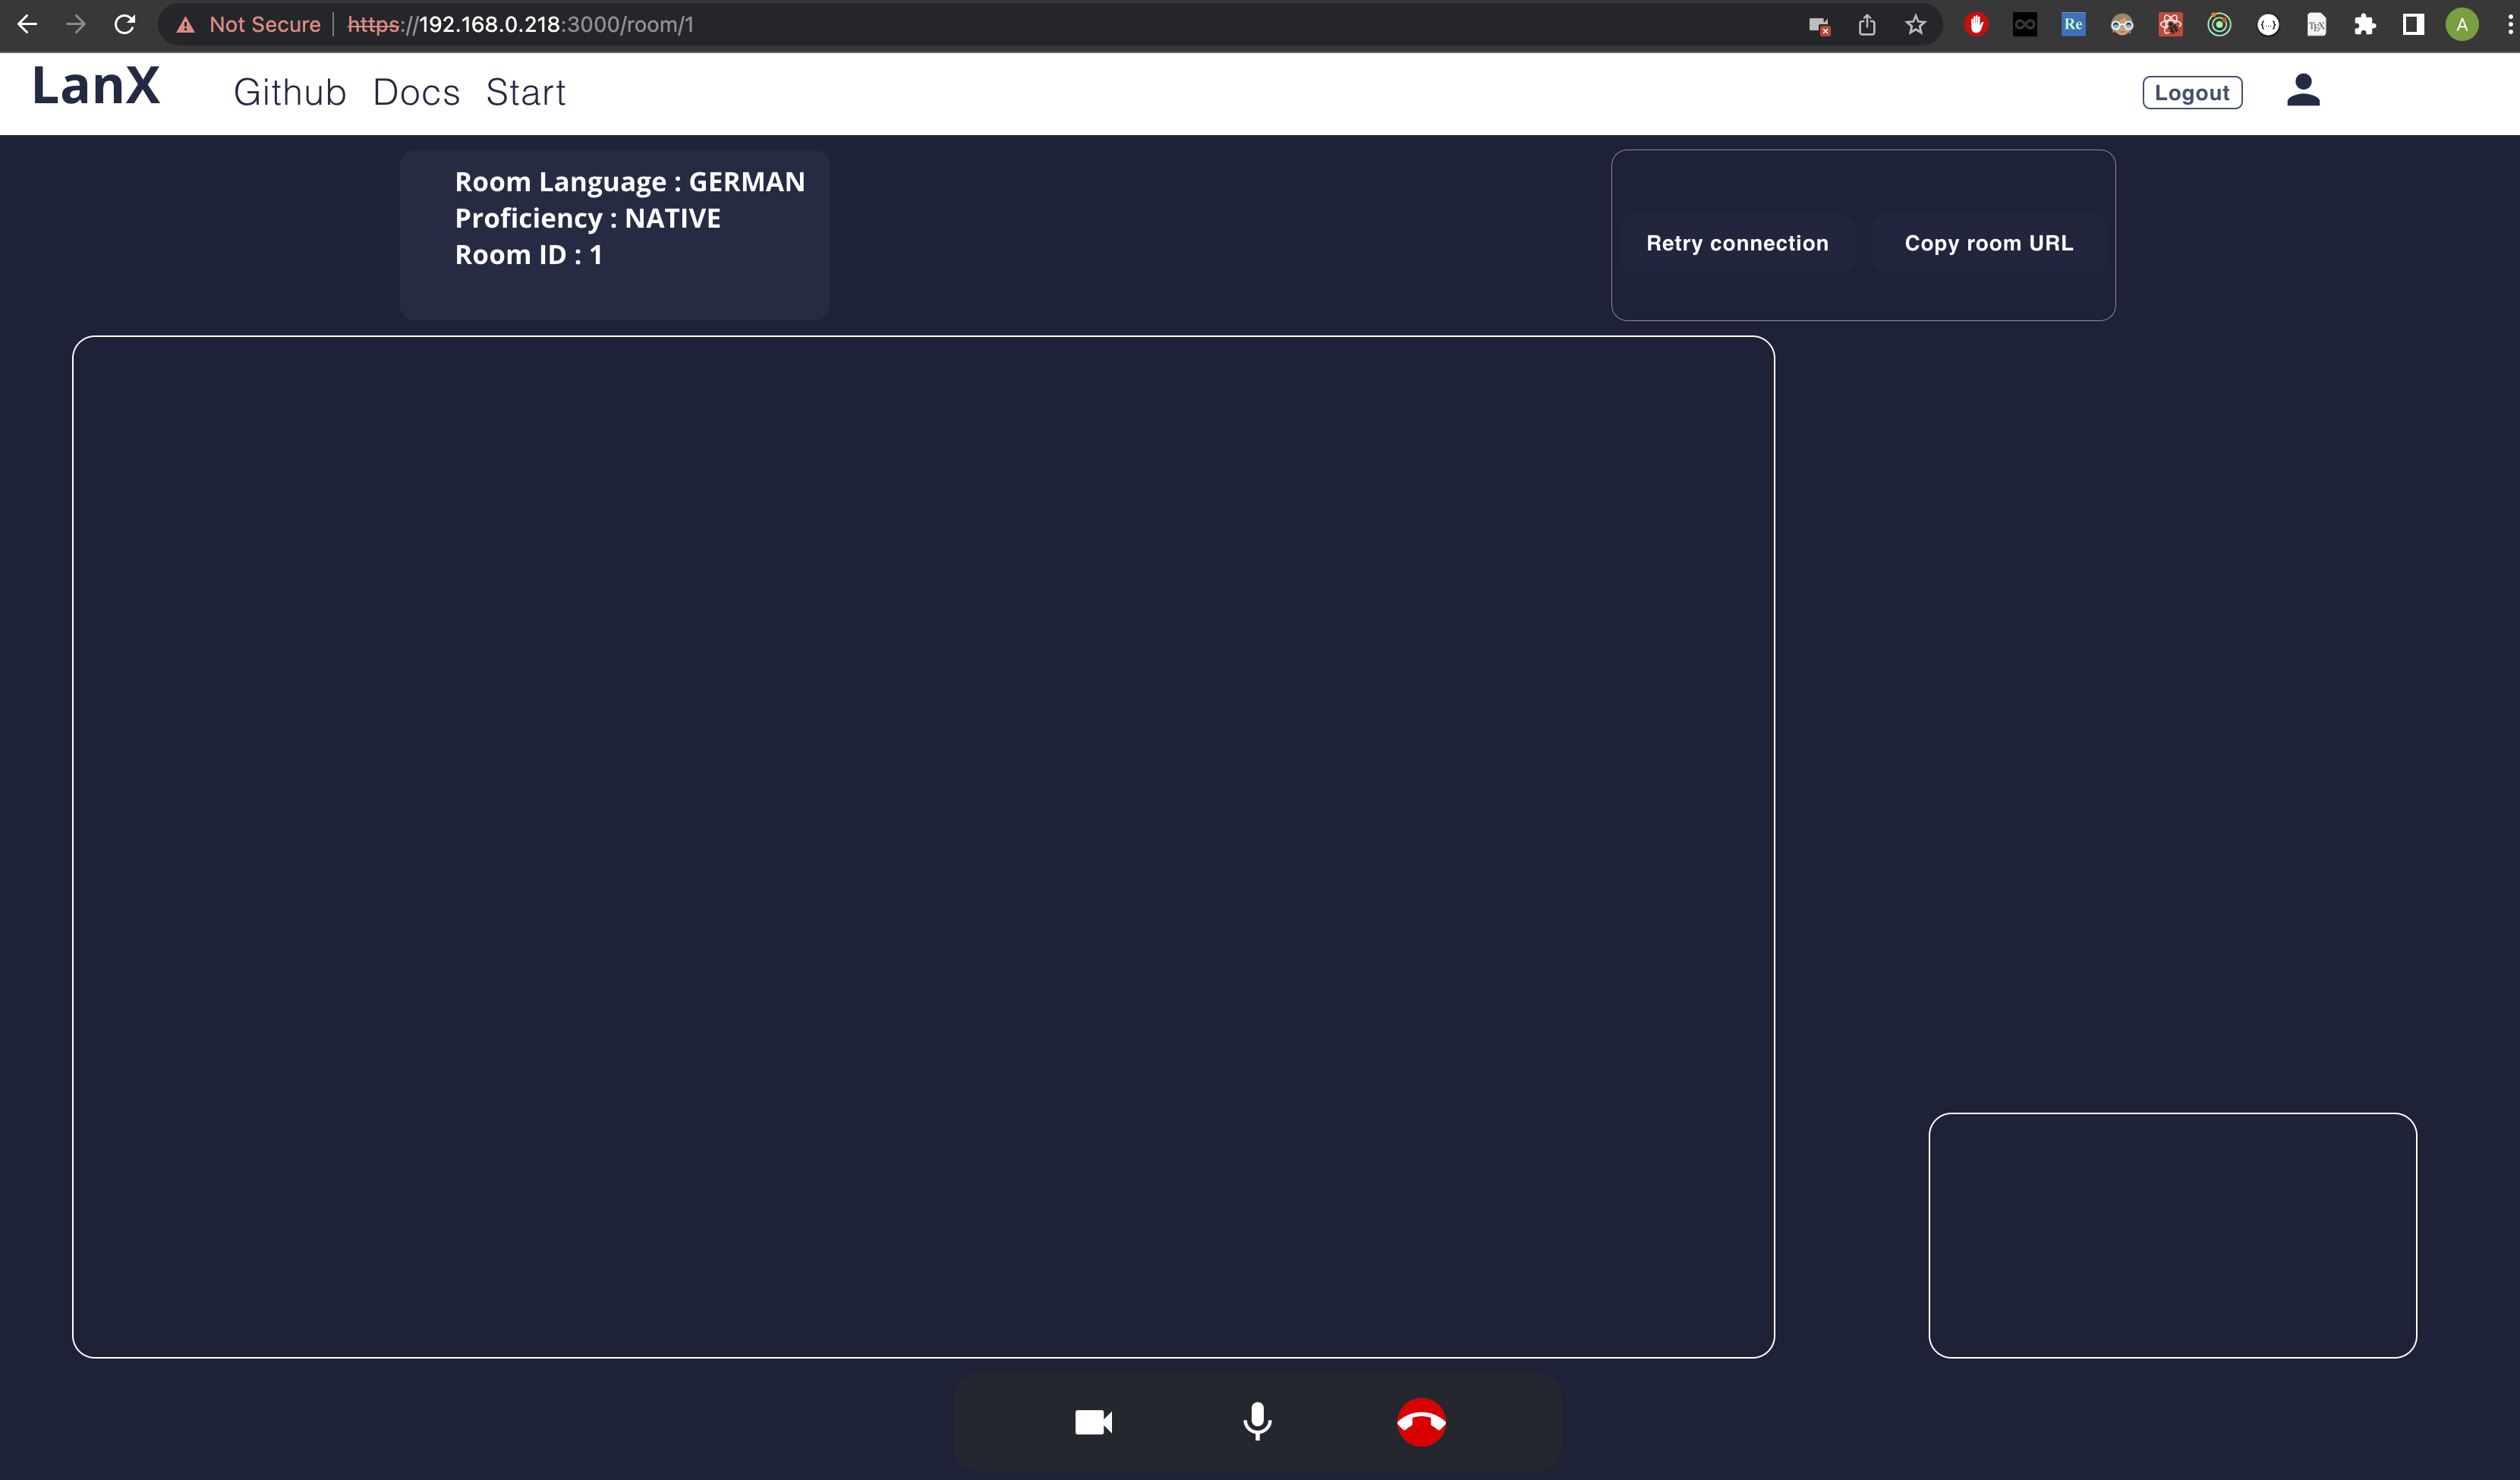 Not Secure https://192.168.0.218:3000/room/1
Re
TEX
A
LanX
Github Docs Start
Logout
Room Language : GERMAN
Proficiency : NATIVE
Room ID : 1
Retry connection
Copy room URL